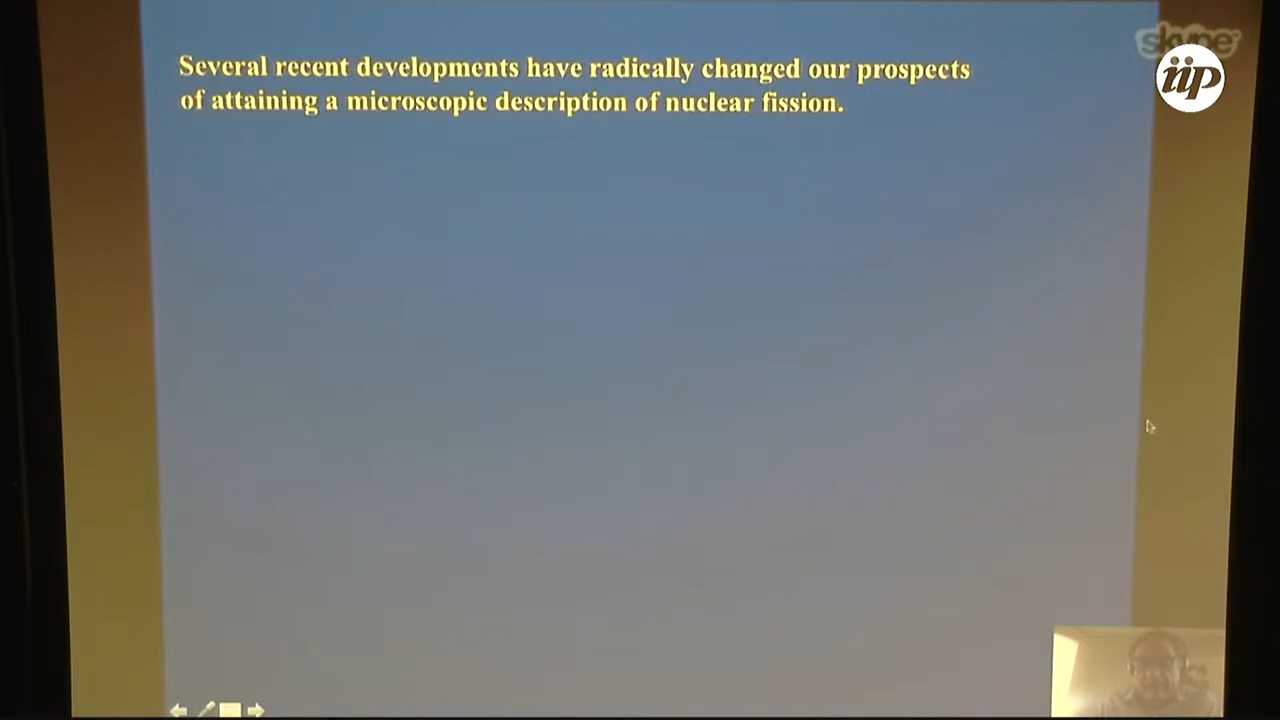 Several recent developments have radically changed our prospects
of attaining a microscopic description of nuclear fission.
skype
iip